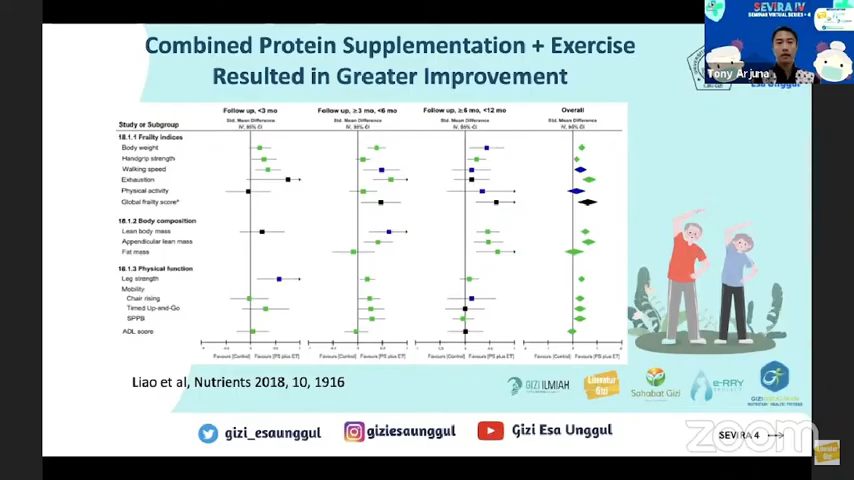 SEVIRA IV
SEMINAR VIRTUAL SERIES - 4
Tony Arjuna
Esa Unggul
Combined Protein Supplementation + Exercise
Resulted in Greater Improvement
Follow up, <3 mo
Follow up, ≥3 mo, <6 mo
Follow up, ≥6 mo, <12 mo
Overall
Std. Mean Difference
Std. Mean Difference
Std. Mean Difference
Std. Mean Difference
Study or Subgroup
IV, 95% CI
IV, 95% CI
IV, 95% CI
IV, 95% CI
18.1.1 Frailty indices
Body weight
Handgrip strength
Walking speed
Exhaustion
Physical activity
Global frailty score*
18.1.2 Body composition
Lean body mass
Appendicular lean mass
Fat mass
18.1.3 Physical function
Leg strength
Mobility
Chair rising
Timed Up-and-Go
SPPB
ADL score
Favours [Control] Favours [PS plus ET]
Favours [Control] Favours [PS plus ET]
Favours [Control] Favours [PS plus ET]
Favours [Control] Favours [PS plus ET]
Liao et al, Nutrients 2018, 10, 1916
GIZI ILMIAH
Literatur
Gizi
Sahabat Gizi
e-RRY
gizi_esaunggul
giziesaunggul
Gizi Esa Unggul
zoom
SEVIRA 4